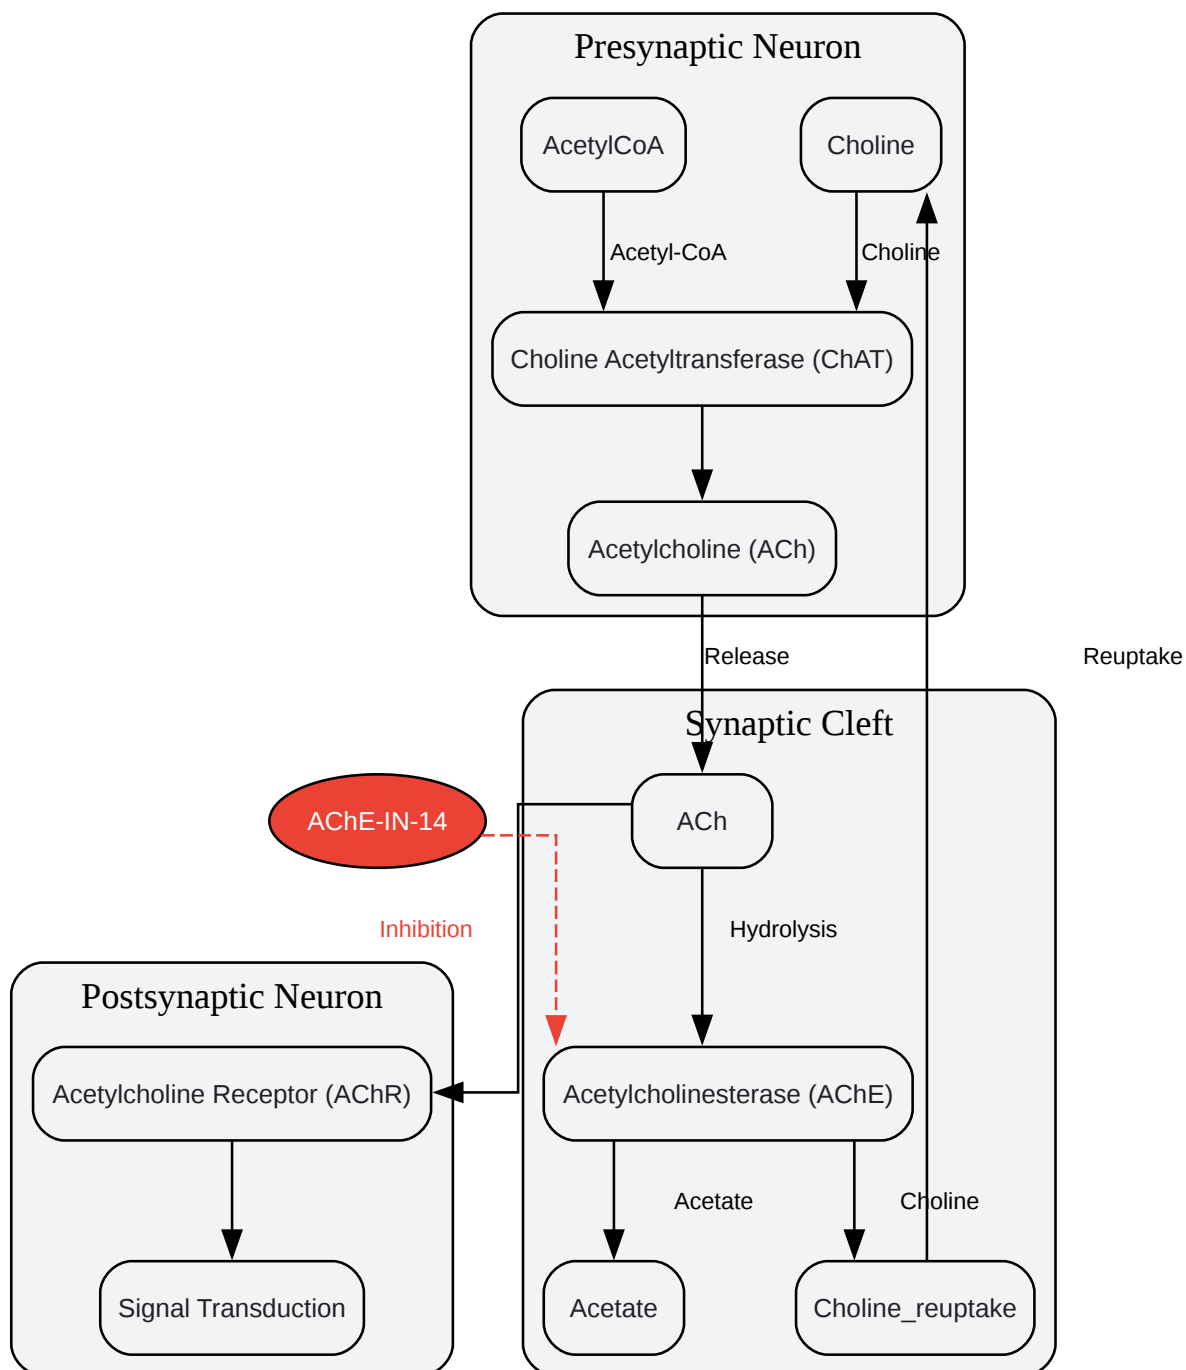 Presynaptic Neuron
AcetylCoA
Choline
Acetyl-CoA
Choline
Choline Acetyltransferase (ChAT)
Acetylcholine (ACh)
Release
Reuptake
Synaptic Cleft
AChE-IN-14
ACh
Inhibition
Hydrolysis
Postsynaptic Neuron
Acetylcholine Receptor (AChR)
Acetylcholinesterase (AChE)
Acetate
Choline
Signal Transduction
Acetate
Choline_reuptake